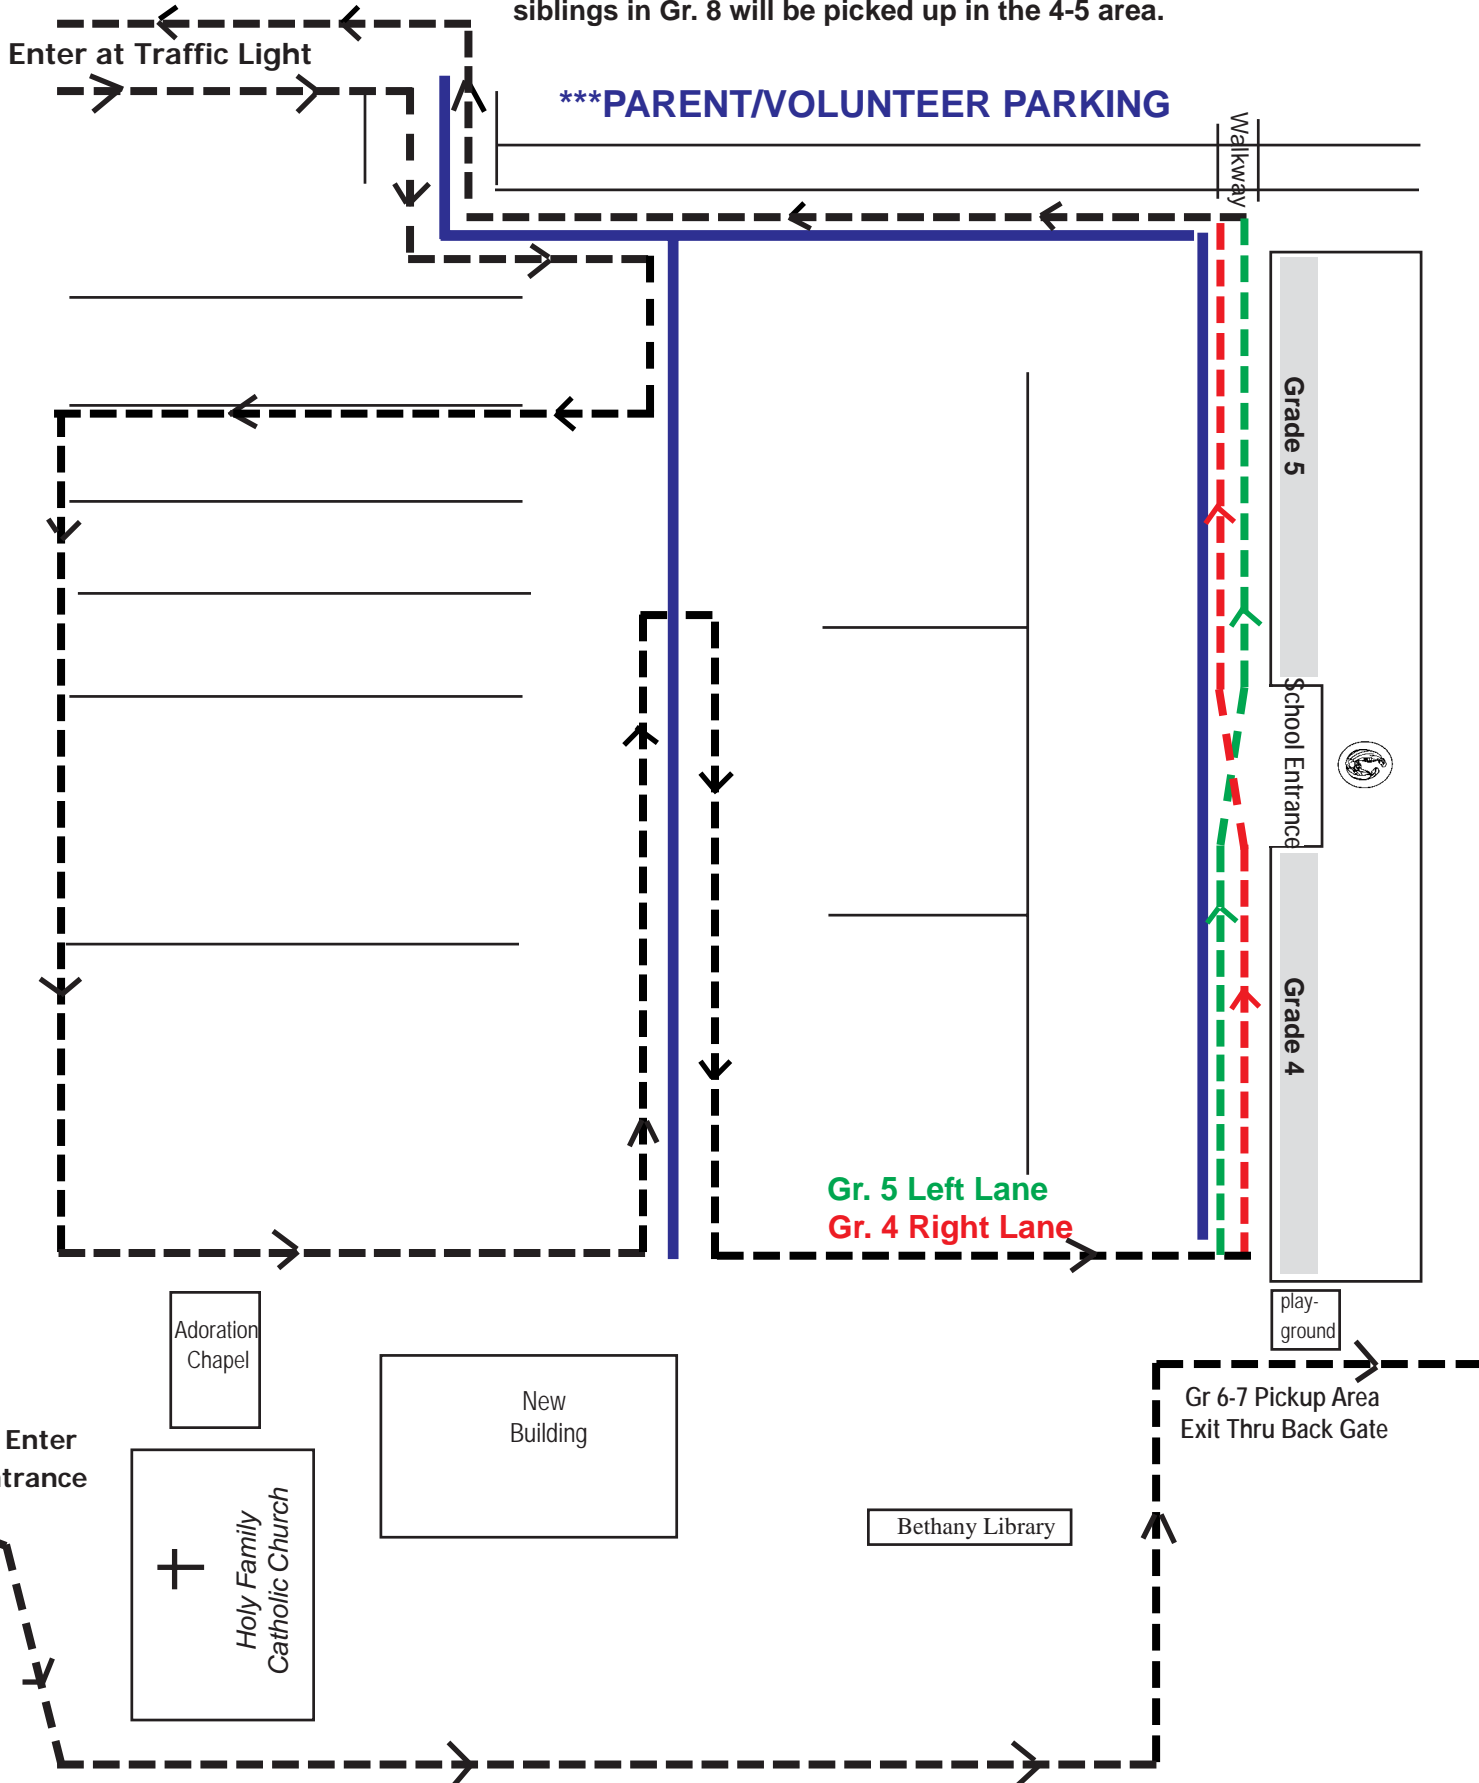 siblings in Gr. 8 will be picked up in the 4-5 area.
Enter at Traffic Light
***PARENT/VOLUNTEER PARKING
Walkway
Grade 5
School Entrance
Grade 4
Gr. 5 Left Lane
Gr. 4 Right Lane
play-
ground
Adoration
Chapel
New
Building
Gr 6-7 Pickup Area
Exit Thru Back Gate
Enter
ntrance
Holy Family
Catholic Church
Bethany Library